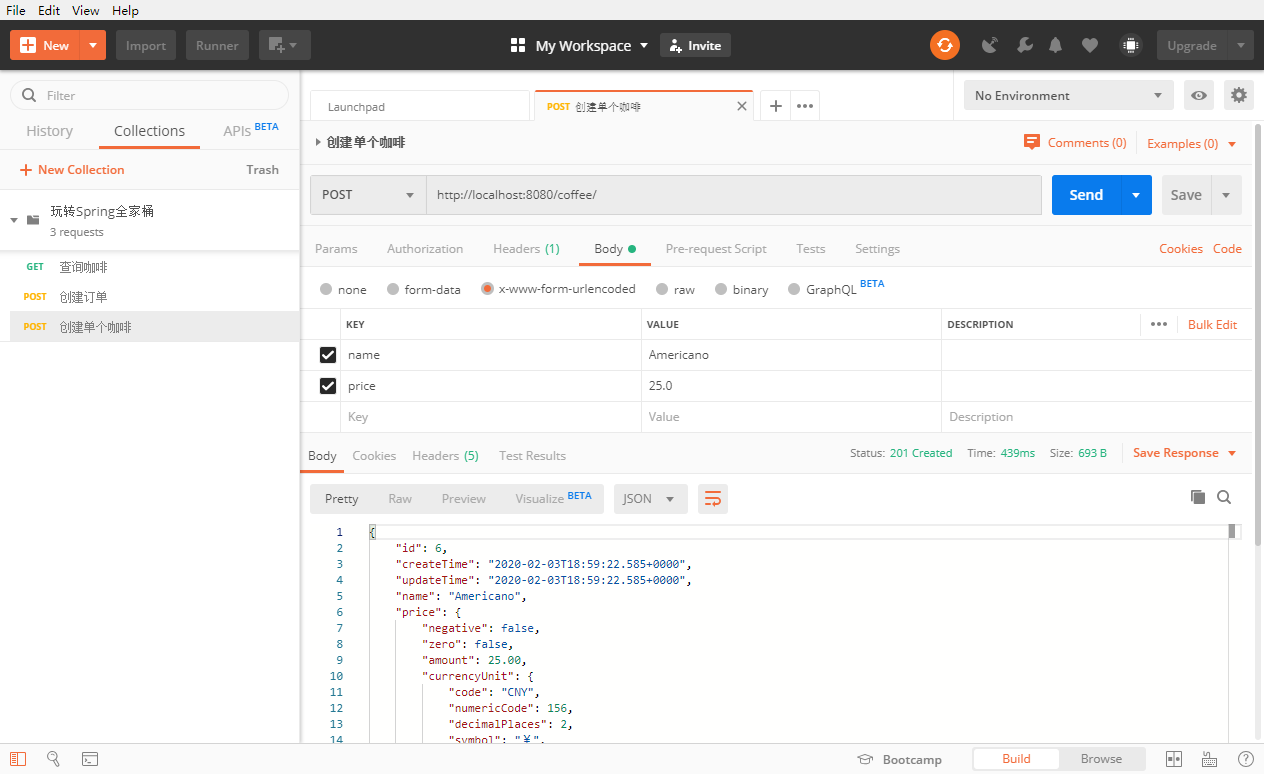 File Edit View Help
New Import Runner My Workspace Invite Upgrade
Filter
History Collections APIs BETA
New Collection Trash
玩转Spring全家桶
3 requests
GET 查询咖啡
POST 创建订单
POST 创建单个咖啡
Launchpad POST 创建单个咖啡 No Environment
创建单个咖啡 Comments (0) Examples (0)
POST http://localhost:8080/coffee/ Send Save
Params Authorization Headers (1) Body Pre-request Script Tests Settings Cookies Code
none form-data x-www-form-urlencoded raw binary GraphQL BETA
KEY VALUE DESCRIPTION Bulk Edit
name Americano
price 25.0
Key Value Description
Body Cookies Headers (5) Test Results Status: 201 Created Time: 439ms Size: 693 B Save Response
Pretty Raw Preview Visualize BETA JSON
1 {
2 "id": 6,
3 "createTime": "2020-02-03T18:59:22.585+0000",
4 "updateTime": "2020-02-03T18:59:22.585+0000",
5 "name": "Americano",
6 "price": {
7 "negative": false,
8 "zero": false,
9 "amount": 25.00,
10 "currencyUnit": {
11 "code": "CNY",
12 "numericCode": 156,
13 "decimalPlaces": 2,
14 "symbol": "¥",
Bootcamp Build Browse